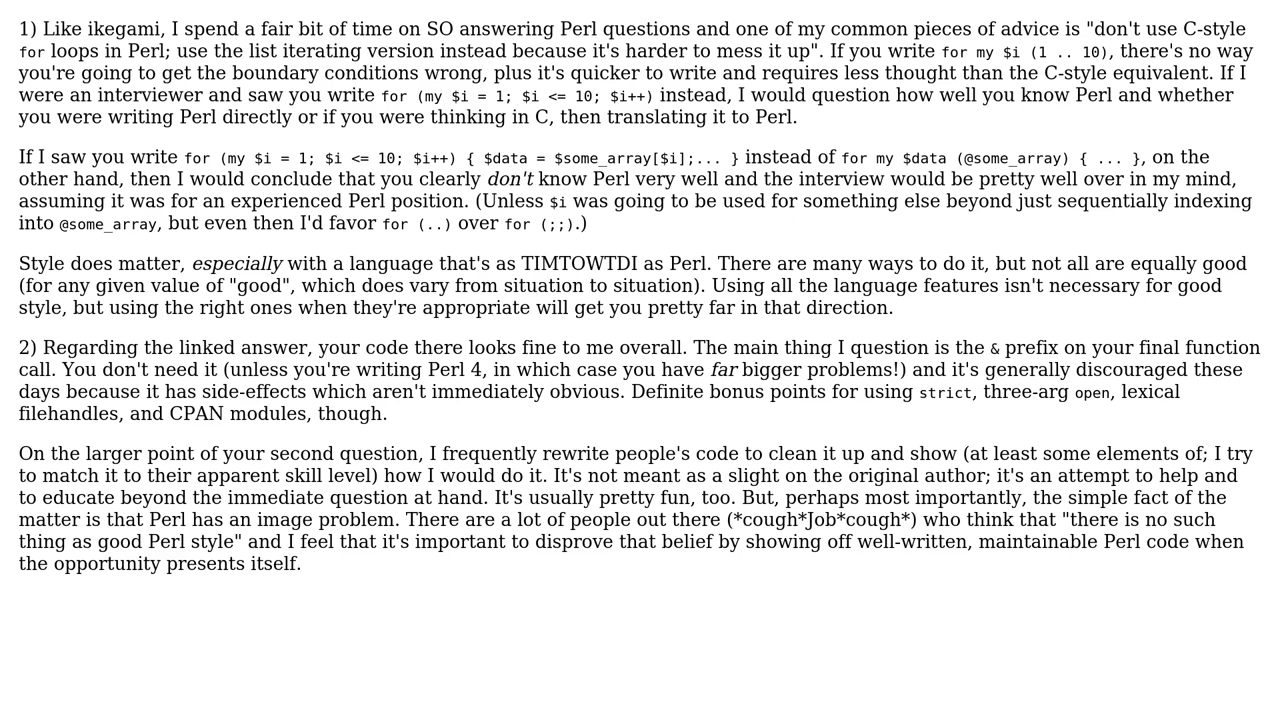 1) Like ikegami, I spend a fair bit of time on SO answering Perl questions and one of my common pieces of advice is "don't use C-style
for loops in Perl; use the list iterating version instead because it's harder to mess it up". If you write for my $i (1 .. 10), there's no way
you're going to get the boundary conditions wrong, plus it's quicker to write and requires less thought than the C-style equivalent. If I
were an interviewer and saw you write for (my $i = 1; $i <= 10; $i++) instead, I would question how well you know Perl and whether
you were writing Perl directly or if you were thinking in C, then translating it to Perl.
If I saw you write for (my $i = 1; $i <= 10; $i++) { $data = $some_array[$i];... } instead of for my $data (@some_array) { ... }, on the
other hand, then I would conclude that you clearly don't know Perl very well and the interview would be pretty well over in my mind,
assuming it was for an experienced Perl position. (Unless $i was going to be used for something else beyond just sequentially indexing
into @some_array, but even then I'd favor for (..) over for (;;).)
Style does matter, especially with a language that's as TIMTOWTDI as Perl. There are many ways to do it, but not all are equally good
(for any given value of "good", which does vary from situation to situation). Using all the language features isn't necessary for good
style, but using the right ones when they're appropriate will get you pretty far in that direction.
2) Regarding the linked answer, your code there looks fine to me overall. The main thing I question is the & prefix on your final function
call. You don't need it (unless you're writing Perl 4, in which case you have far bigger problems!) and it's generally discouraged these
days because it has side-effects which aren't immediately obvious. Definite bonus points for using strict, three-arg open, lexical
filehandles, and CPAN modules, though.
On the larger point of your second question, I frequently rewrite people's code to clean it up and show (at least some elements of; I try
to match it to their apparent skill level) how I would do it. It's not meant as a slight on the original author; it's an attempt to help and
to educate beyond the immediate question at hand. It's usually pretty fun, too. But, perhaps most importantly, the simple fact of the
matter is that Perl has an image problem. There are a lot of people out there (*cough*Job*cough*) who think that "there is no such
thing as good Perl style" and I feel that it's important to disprove that belief by showing off well-written, maintainable Perl code when
the opportunity presents itself.